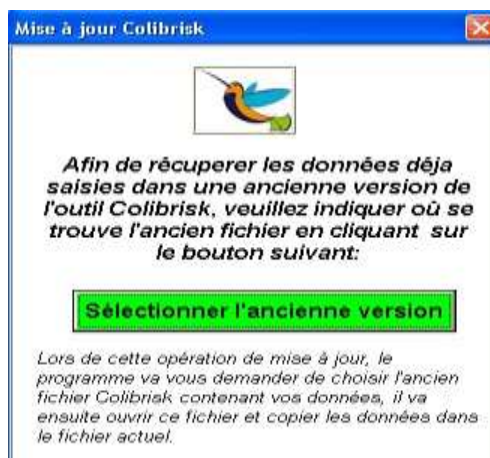 Mise à jour Colibrisk
Afin de récuperer les données déja
saisies dans une ancienne version de
l'outil Colibrisk, veuillez indiquer où se
trouve l'ancien fichier en cliquant sur
le bouton suivant:
Sélectionner l'ancienne version
Lors de cette opération de mise à jour, le
programme va vous demander de choisir l'ancien
fichier Colibrisk contenant vos données, il va
ensuite ouvrir ce fichier et copier les données dans
le fichier actuel.